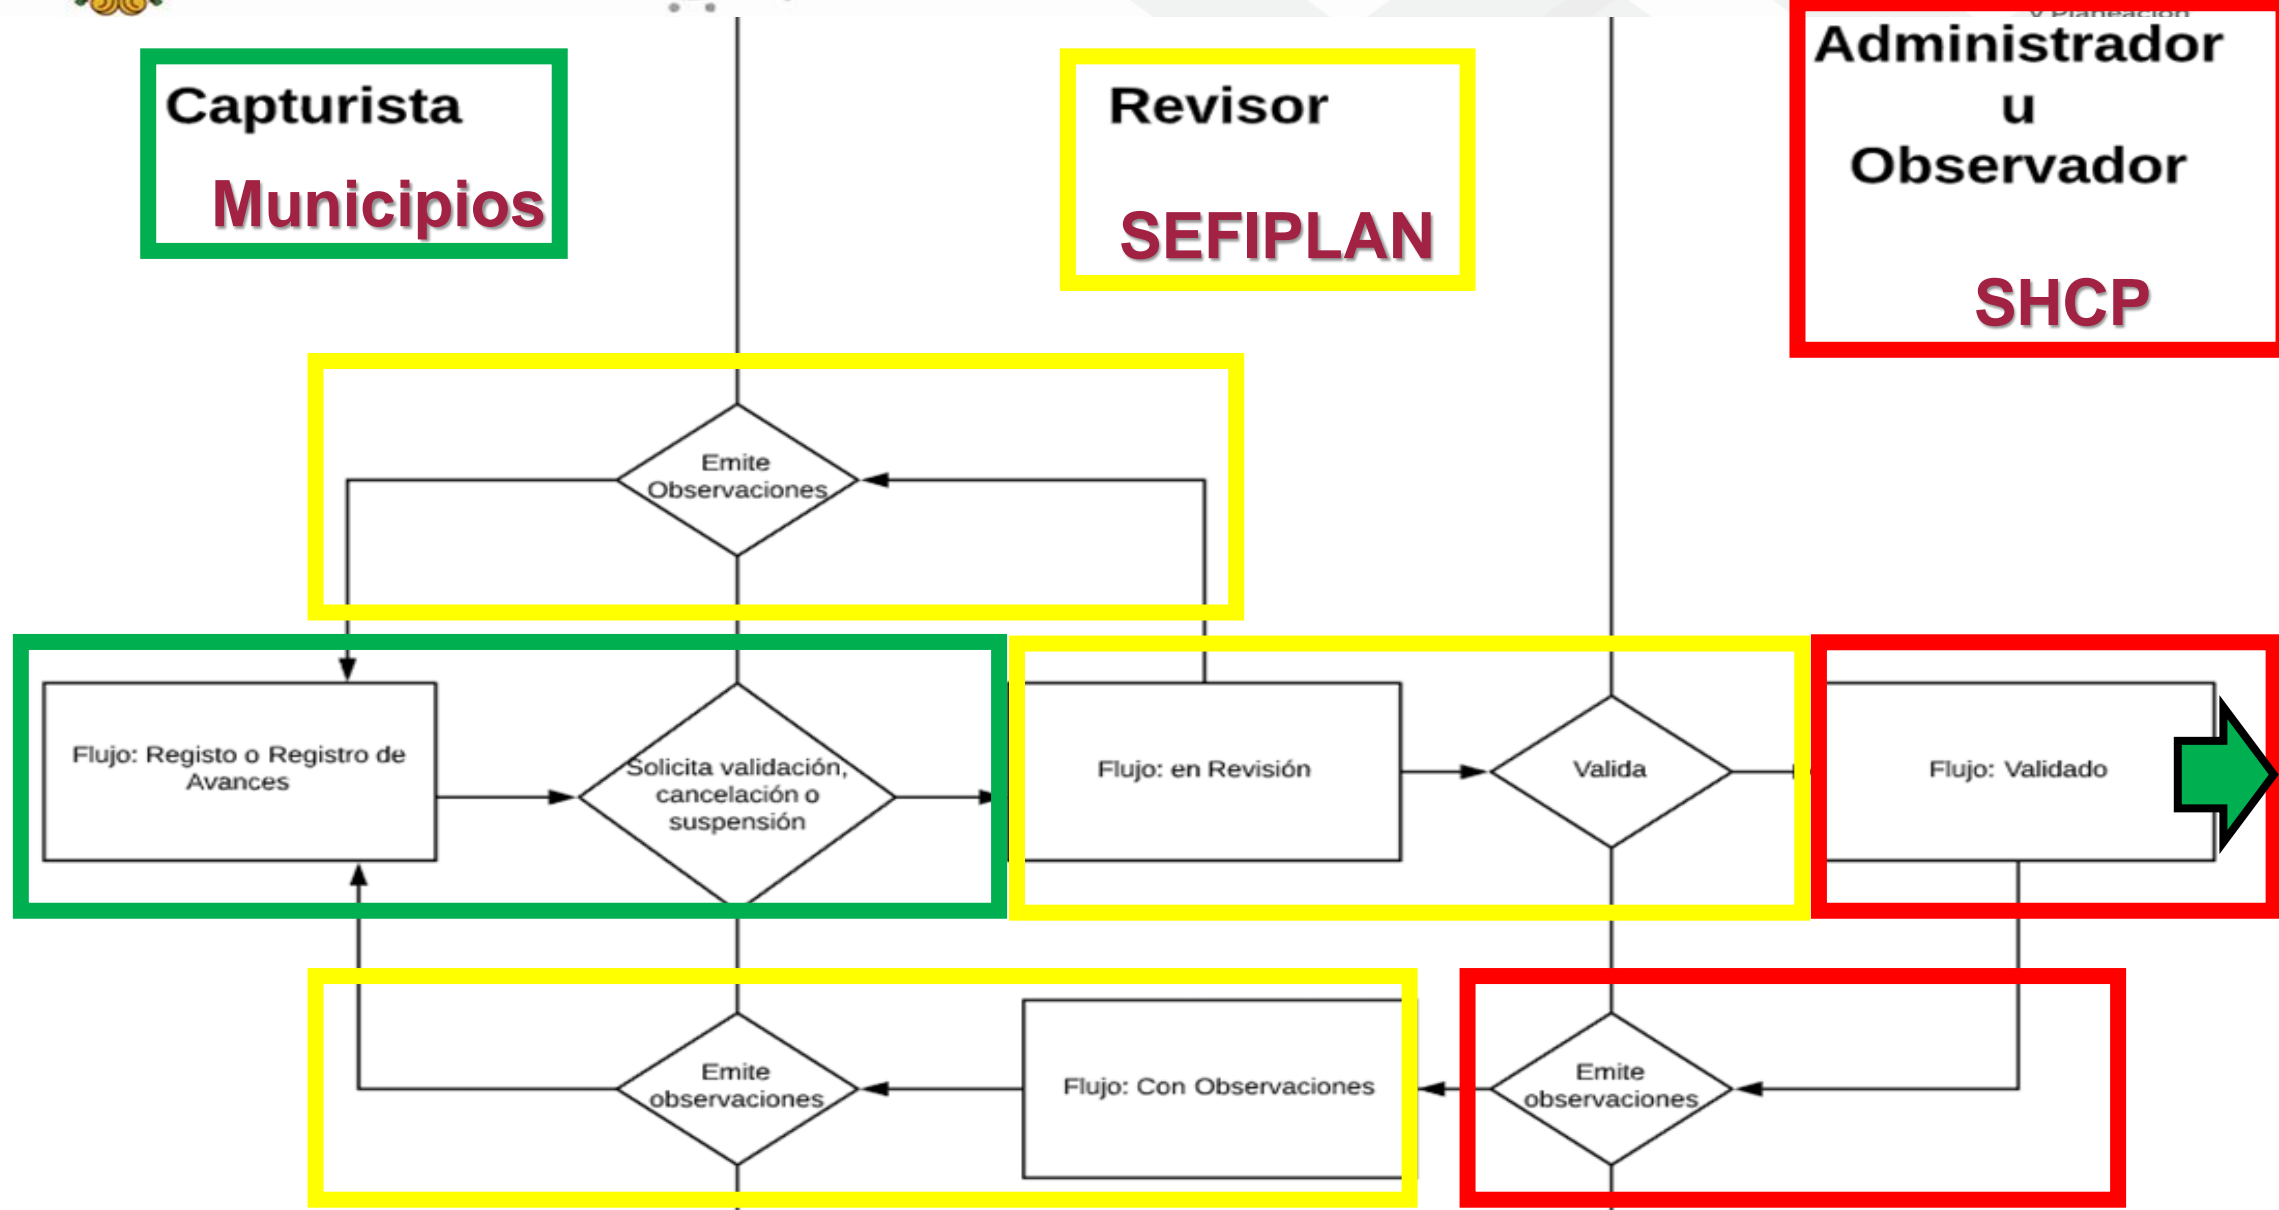 y Planeación
Capturista
Municipios
Revisor
SEFIPLAN
Administrador
u
Observador
SHCP
Emite
Observaciones
Flujo: Registo o Registro de
Avances
Solicita validación,
cancelación o
suspensión
Flujo: en Revisión
Valida
Flujo: Validado
Emite
observaciones
Flujo: Con Observaciones
Emite
observaciones